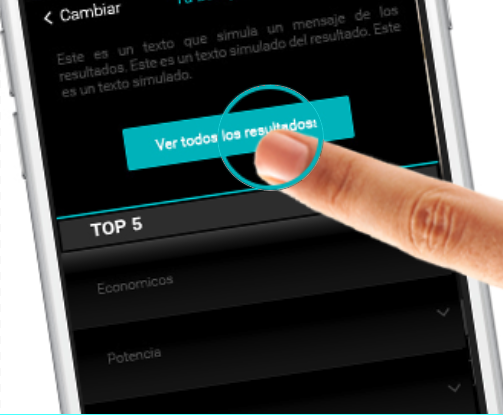 Cambiar
Este es un texto que simula un mensaje de los
resultados. Este es un texto simulado del resultado. Este
es un texto simulado.
Ver todos los resultados
TOP 5
Economicos
Potencia